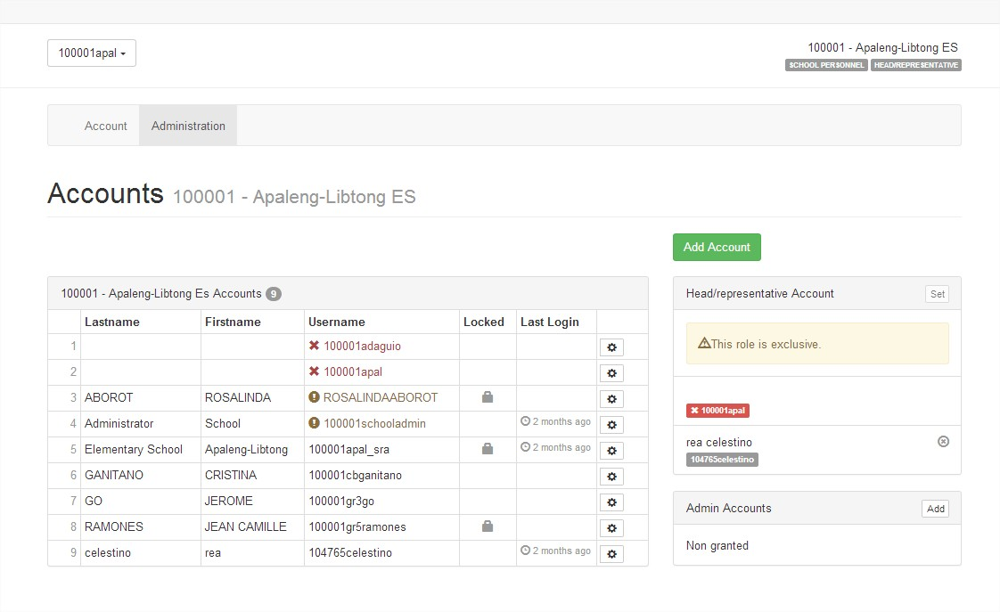 100001apal
100001 - Apaleng-Libtong ES
SCHOOL PERSONNEL HEAD/REPRESENTATIVE
Account Administration
Accounts 100001 - Apaleng-Libtong ES
Add Account
100001 - Apaleng-Libtong Es Accounts 9
Lastname Firstname Username Locked Last Login
1 100001adaguio
2 100001apal
3 ABOROT ROSALINDA ROSALINDAABOROT
4 Administrator School 100001schooladmin 2 months ago
5 Elementary School Apaleng-Libtong 100001apal_sra 2 months ago
6 GANITANO CRISTINA 100001cbganitano
7 GO JEROME 100001gr3go
8 RAMONES JEAN CAMILLE 100001gr5ramones
9 celestino rea 104765celestino 2 months ago
Head/representative Account Set
This role is exclusive.
100001apal
rea celestino
104765celestino
Admin Accounts Add
Non granted